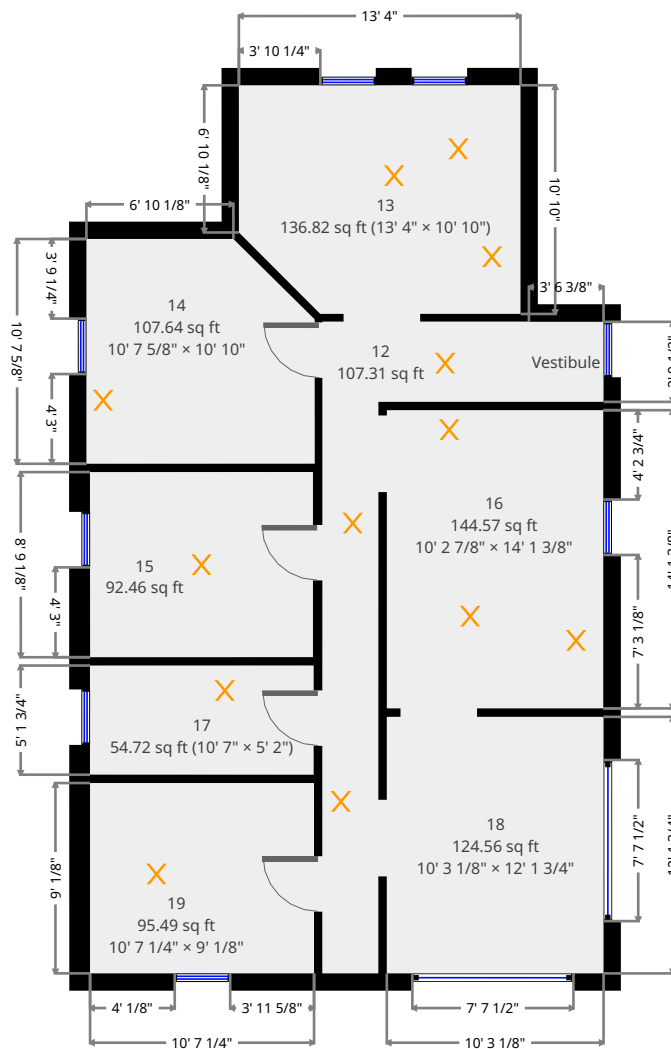 13' 4"
3' 10 1/4"
6' 10 1/8"
10' 10"
13
136.82 sq ft (13' 4" × 10' 10")
6' 10 1/8"
3' 9 1/4"
10' 7 5/8"
4' 3"
14
107.64 sq ft
10' 7 5/8" × 10' 10"
3' 6 3/8"
12
107.31 sq ft
Vestibule
4' 2 3/4"
16
144.57 sq ft
10' 2 7/8" × 14' 1 3/8"
7' 3 1/8"
8' 9 1/8"
4' 3"
15
92.46 sq ft
5' 1 3/4"
17
54.72 sq ft (10' 7" × 5' 2")
18
124.56 sq ft
10' 3 1/8" × 12' 1 3/4"
7' 7 1/2"
19
95.49 sq ft
10' 7 1/4" × 9' 1/8"
9' 1/8"
4' 1/8"
3' 11 5/8"
7' 7 1/2"
10' 7 1/4"
10' 3 1/8"